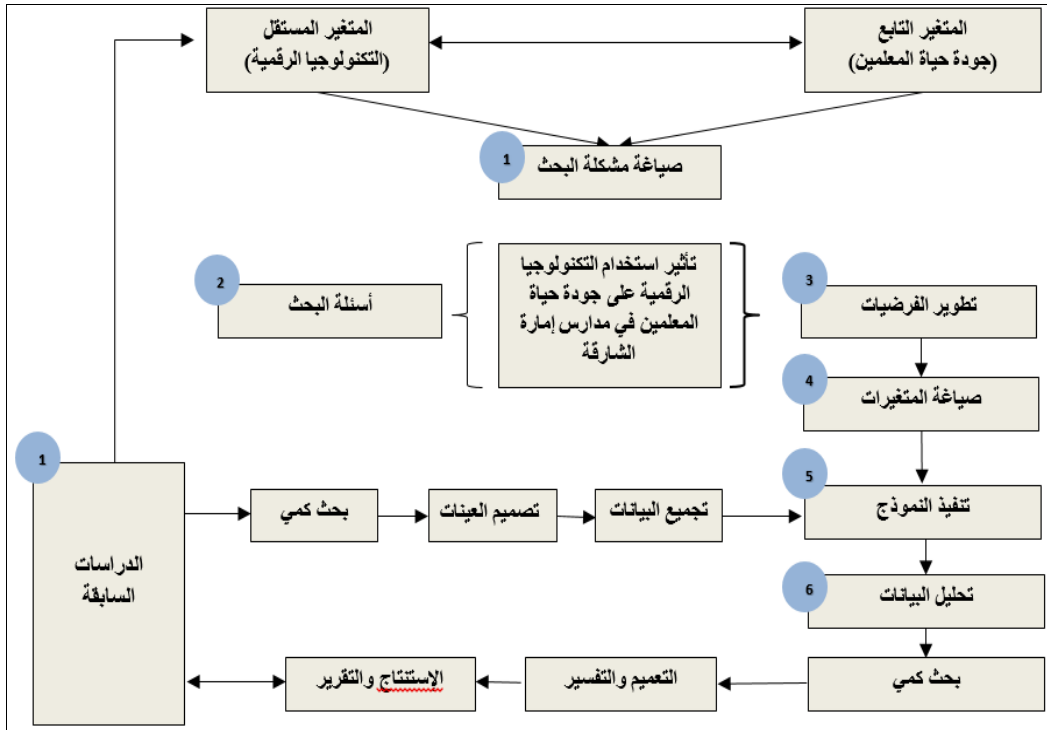 المتغير التابع
(جودة حياة المعلمين)
المتغير المستقل
(التكنولوجيا الرقمية)
1
صياغة مشكلة البحث
تأثير استخدام التكنولوجيا
الرقمية على جودة حياة
المعلمين في مدارس إمارة
الشارقة
2
أسئلة البحث
3
تطوير الفرضيات
4
صياغة المتغيرات
1
الدراسات
السابقة
بحث كمي
تصميم العينات
تجميع البيانات
5
تنفيذ النموذج
6
تحليل البيانات
بحث كمي
التعميم والتفسير
الإستنتاج والتقرير